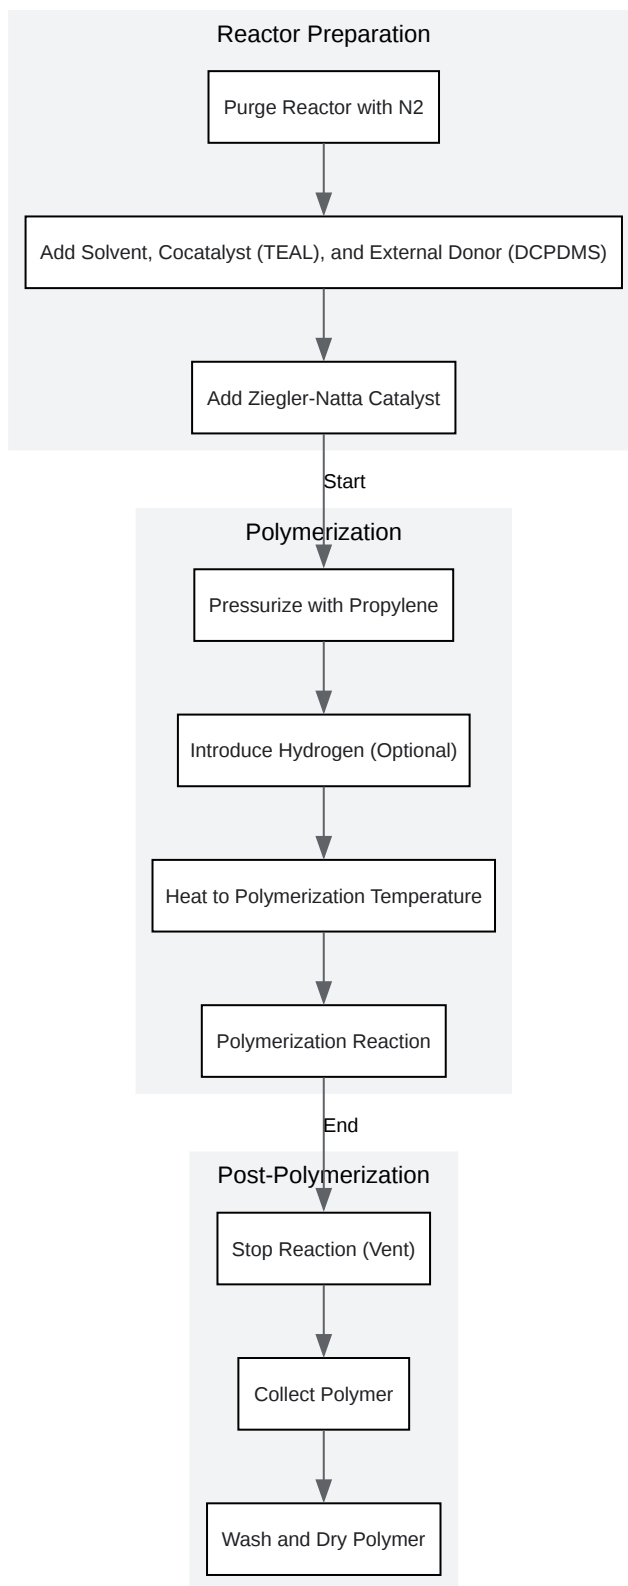 Reactor Preparation
Purge Reactor with N2
Add Solvent, Cocatalyst (TEAL), and External Donor (DCPDMS)
Add Ziegler-Natta Catalyst
Start
Polymerization
Pressurize with Propylene
Introduce Hydrogen (Optional)
Heat to Polymerization Temperature
Polymerization Reaction
End
Post-Polymerization
Stop Reaction (Vent)
Collect Polymer
Wash and Dry Polymer